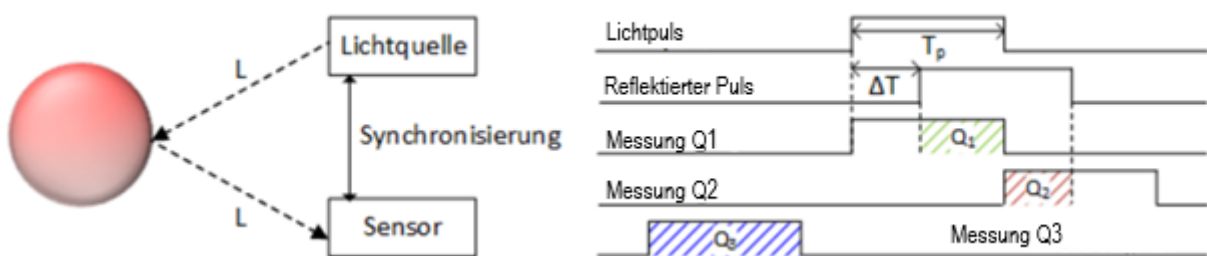 Lichtquelle
L
Synchronisierung
L
Sensor
Lichtpuls
Tp
Reflektierter Puls
ΔT
Messung Q1
Q1
Messung Q2
Q2
Q3
Messung Q3